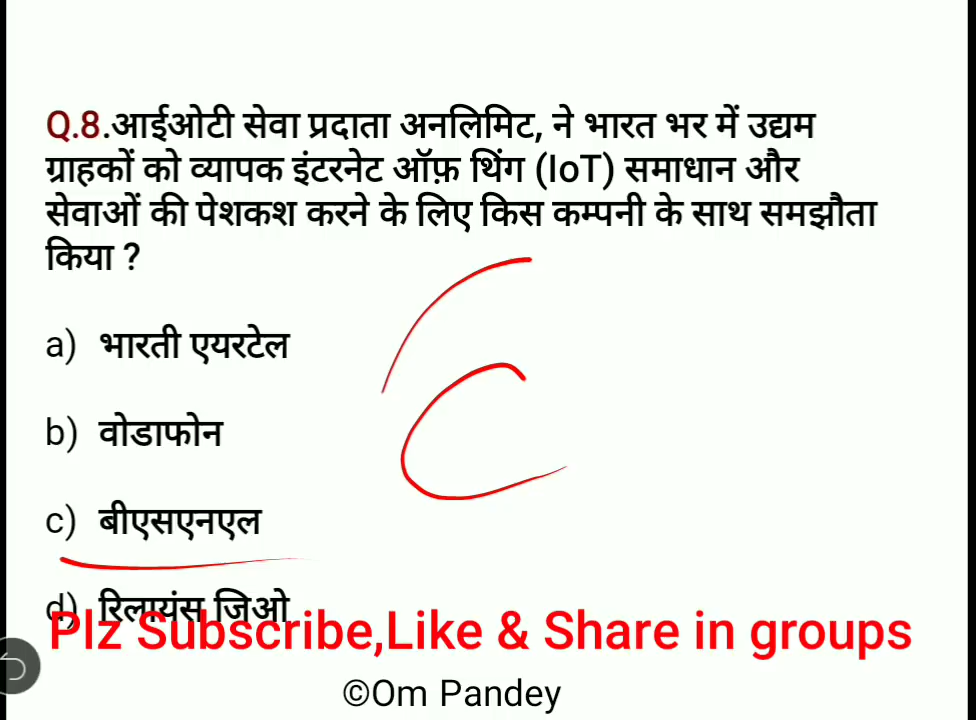 Q.8.आईओटी सेवा प्रदाता अनलिमिट, ने भारत भर में उद्यम
ग्राहकों को व्यापक इंटरनेट ऑफ़ थिंग (IoT) समाधान और
सेवाओं की पेशकश करने के लिए किस कम्पनी के साथ समझौता
किया ?
a) भारती एयरटेल
b) वोडाफोन
c) बीएसएनएल
d) रिलायंस जिओ
Plz Subscribe,Like & Share in groups
©Om Pandey